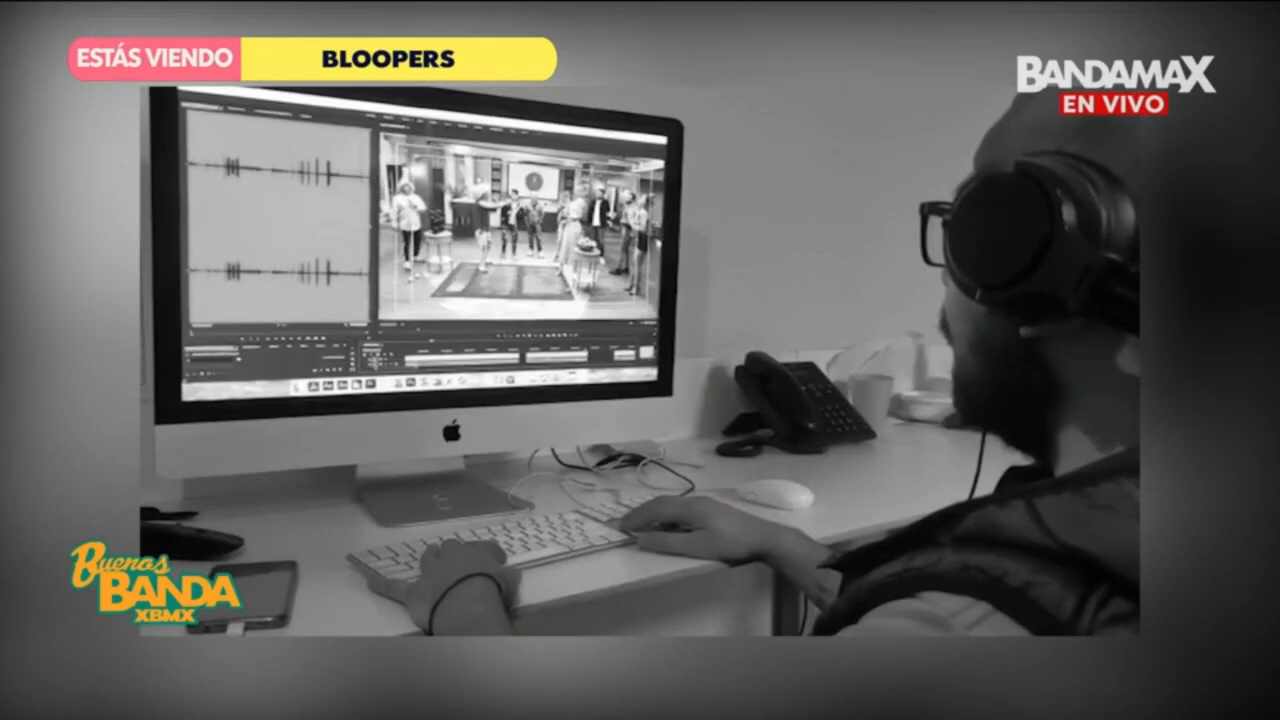 ESTÁS VIENDO BLOOPERS
BANDAMAX
EN VIVO
Buenos
BANDA
XBMX